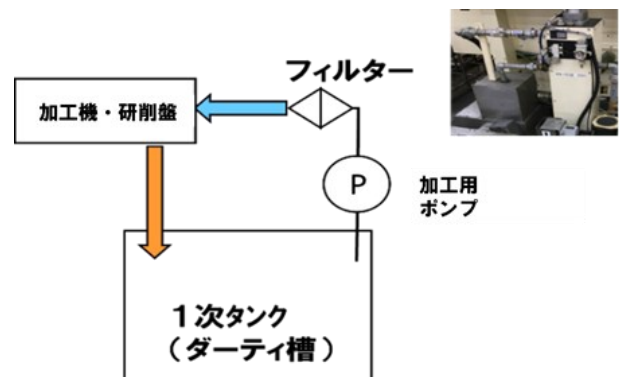 フィルター
加工機・研削盤
P
加工用
ポンプ
１次タンク
（ダーティ槽）